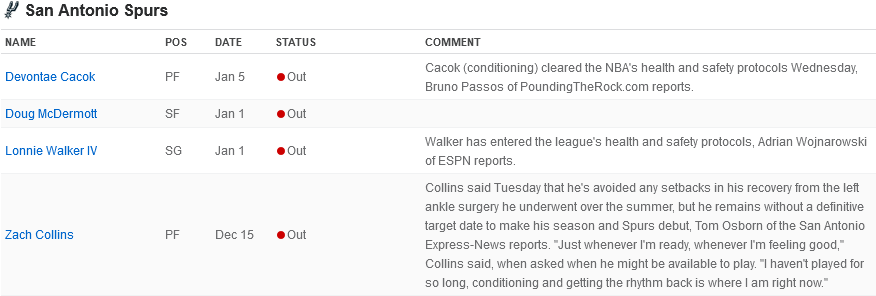 San Antonio Spurs
NAME POS DATE STATUS COMMENT
Devontae Cacok PF Jan 5 Out Cacok (conditioning) cleared the NBA's health and safety protocols Wednesday,
Bruno Passos of PoundingTheRock.com reports.
Doug McDermott SF Jan 1 Out
Lonnie Walker IV SG Jan 1 Out Walker has entered the league's health and safety protocols, Adrian Wojnarowski
of ESPN reports.
Zach Collins PF Dec 15 Out Collins said Tuesday that he's avoided any setbacks in his recovery from the left
ankle surgery he underwent over the summer, but he remains without a definitive
target date to make his season and Spurs debut, Tom Osborn of the San Antonio
Express-News reports. "Just whenever I'm ready, whenever I'm feeling good,"
Collins said, when asked when he might be available to play. "I haven't played for
so long, conditioning and getting the rhythm back is where I am right now."